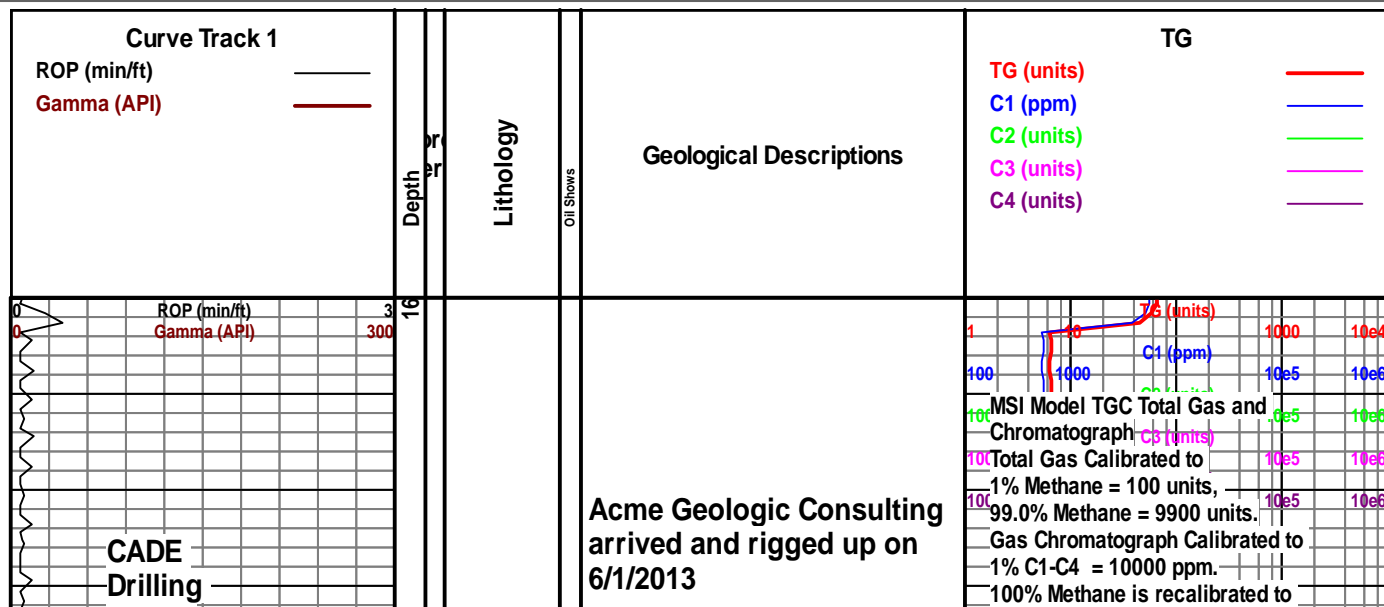 Curve Track 1
ROP (min/ft)
Gamma (API)
Depth
Lithology
Oil Shows
Geological Descriptions
TG
TG (units)
C1 (ppm)
C2 (units)
C3 (units)
C4 (units)
0 ROP (min/ft) 3
0 Gamma (API) 300
16
TG (units)
1 10 1000 10e4
C1 (ppm)
100 1000 10e5 10e6
MSI Model TGC Total Gas and
Chromatograph
C3 (units)
10e5
Total Gas Calibrated to
1% Methane = 100 units,
99.0% Methane = 9900 units.
10e5
Gas Chromatograph Calibrated to
1% C1-C4 = 10000 ppm.
100% Methane is recalibrated to
CADE
Drilling
Acme Geologic Consulting
arrived and rigged up on
6/1/2013